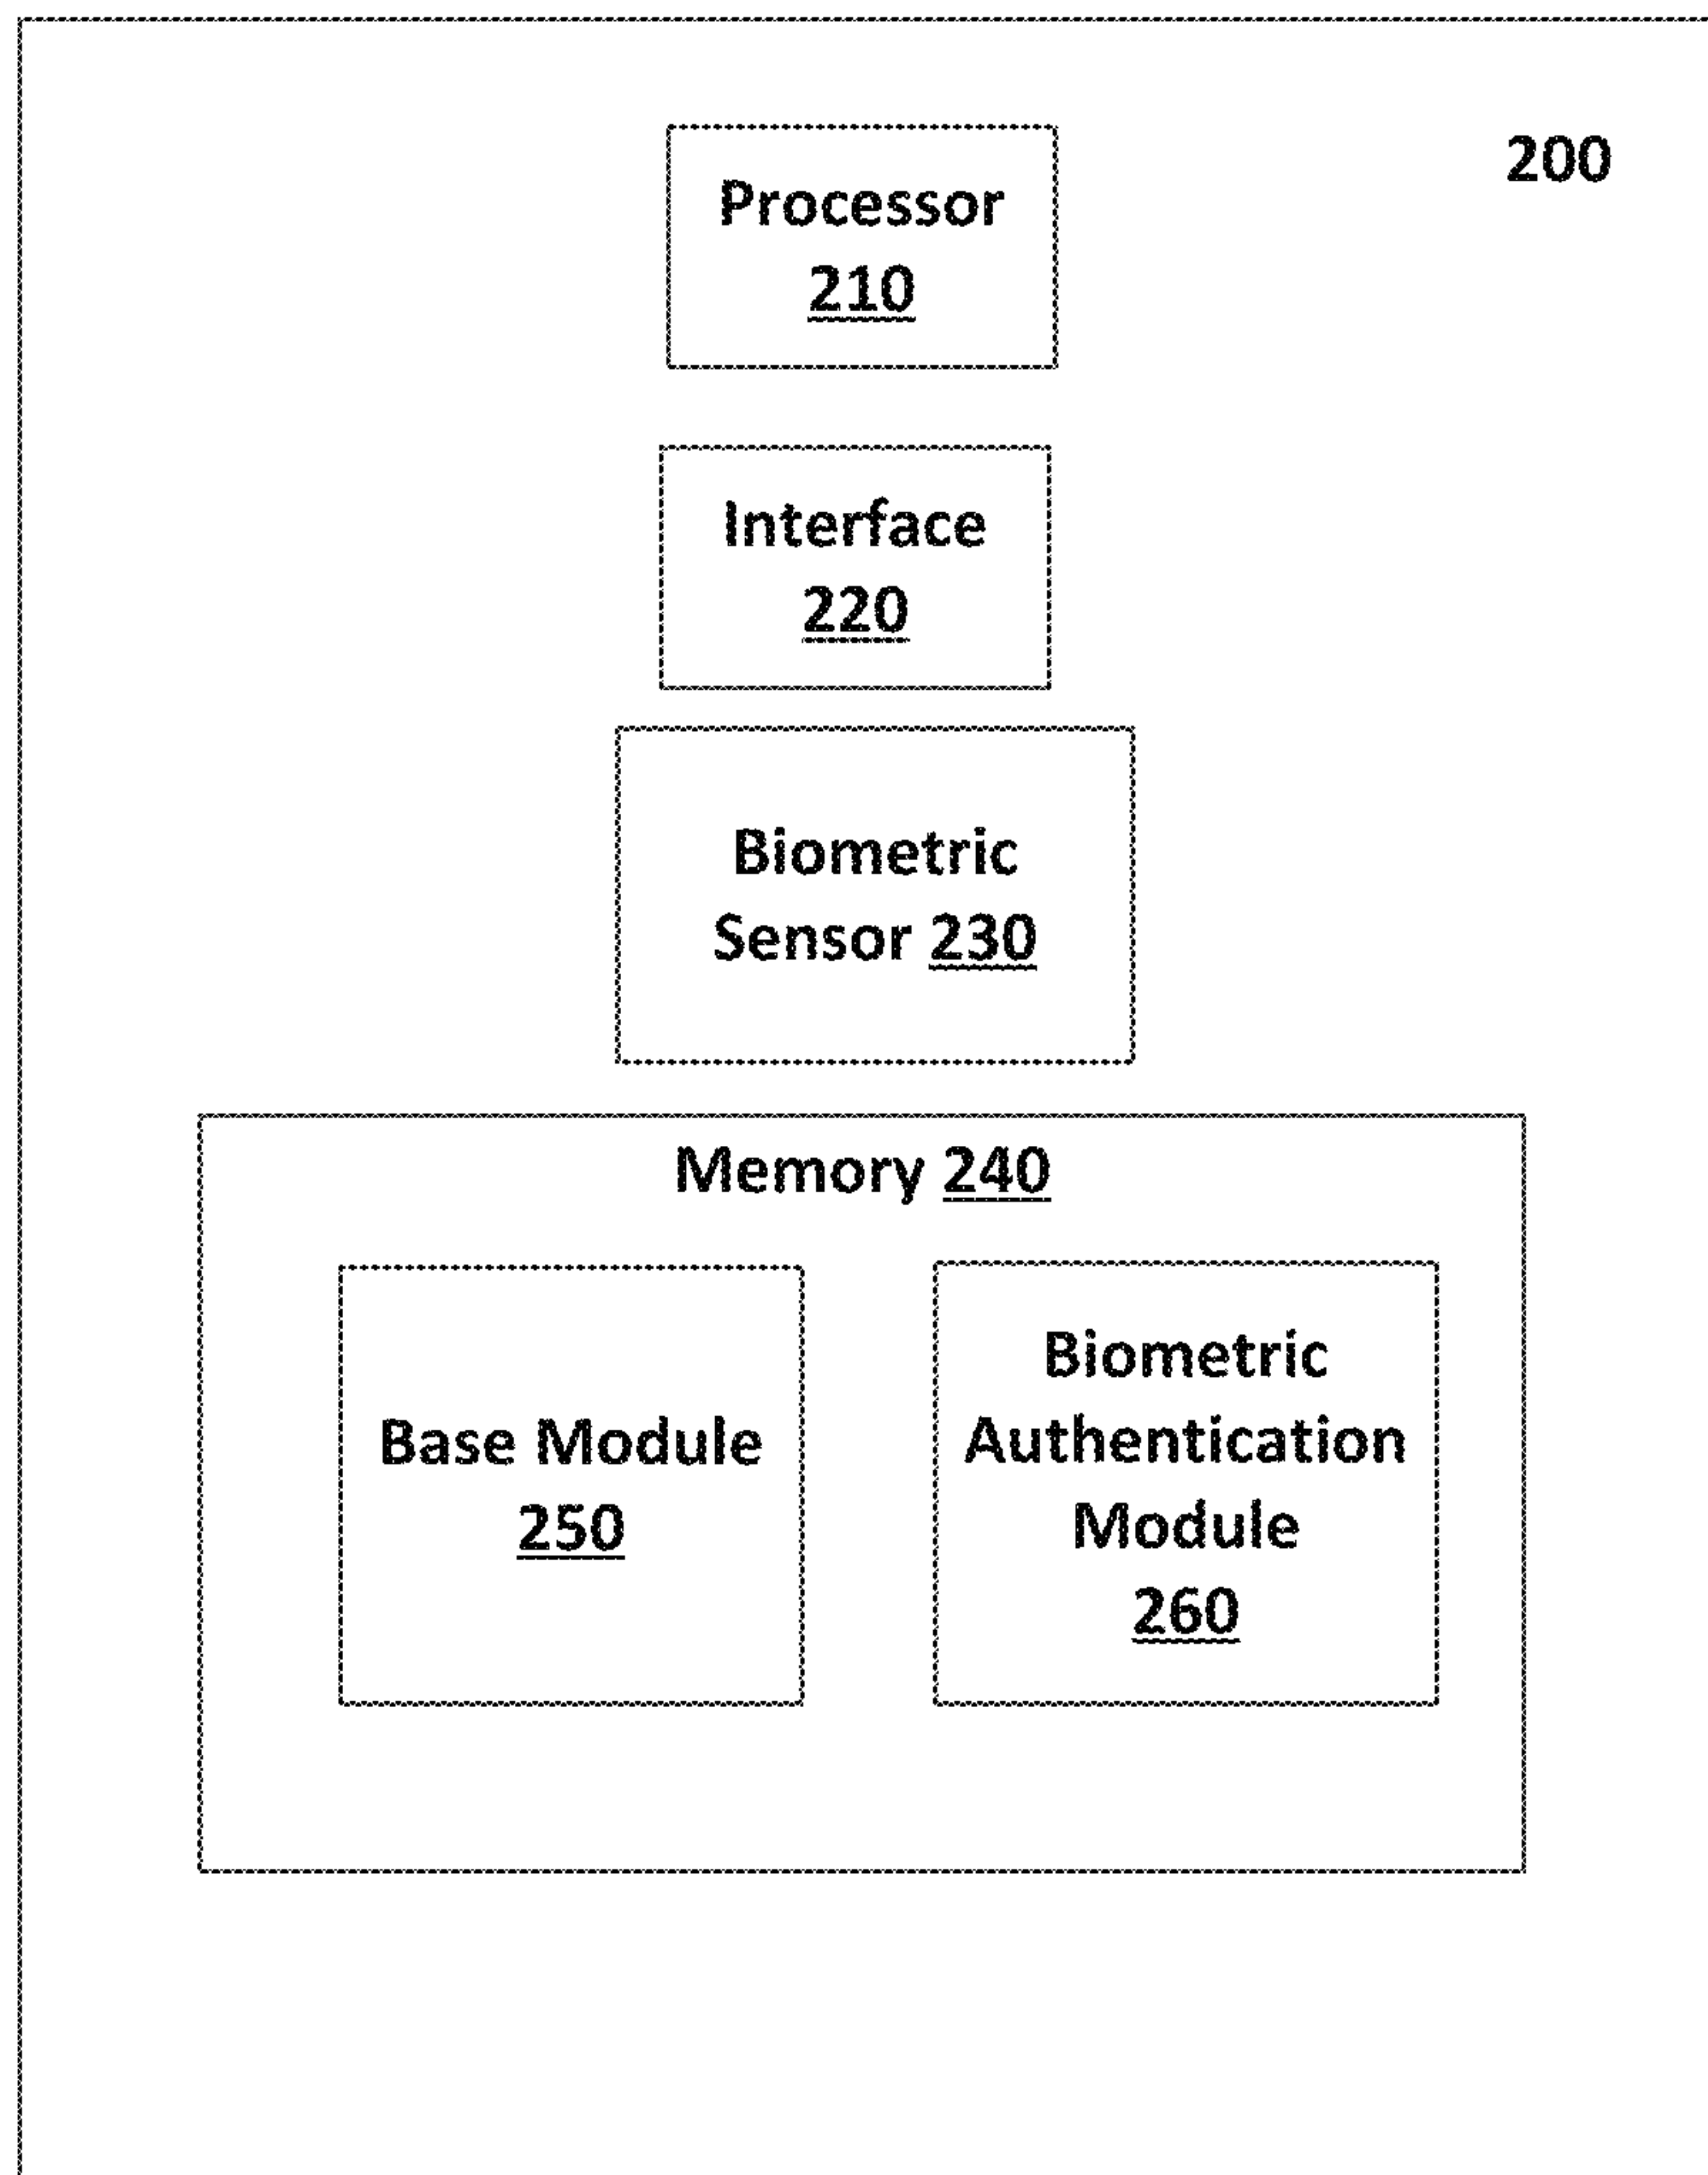 200
Processor
210
Interface
220
Biometric
Sensor 230
Memory 240
Base Module
250
Biometric
Authentication
Module
260